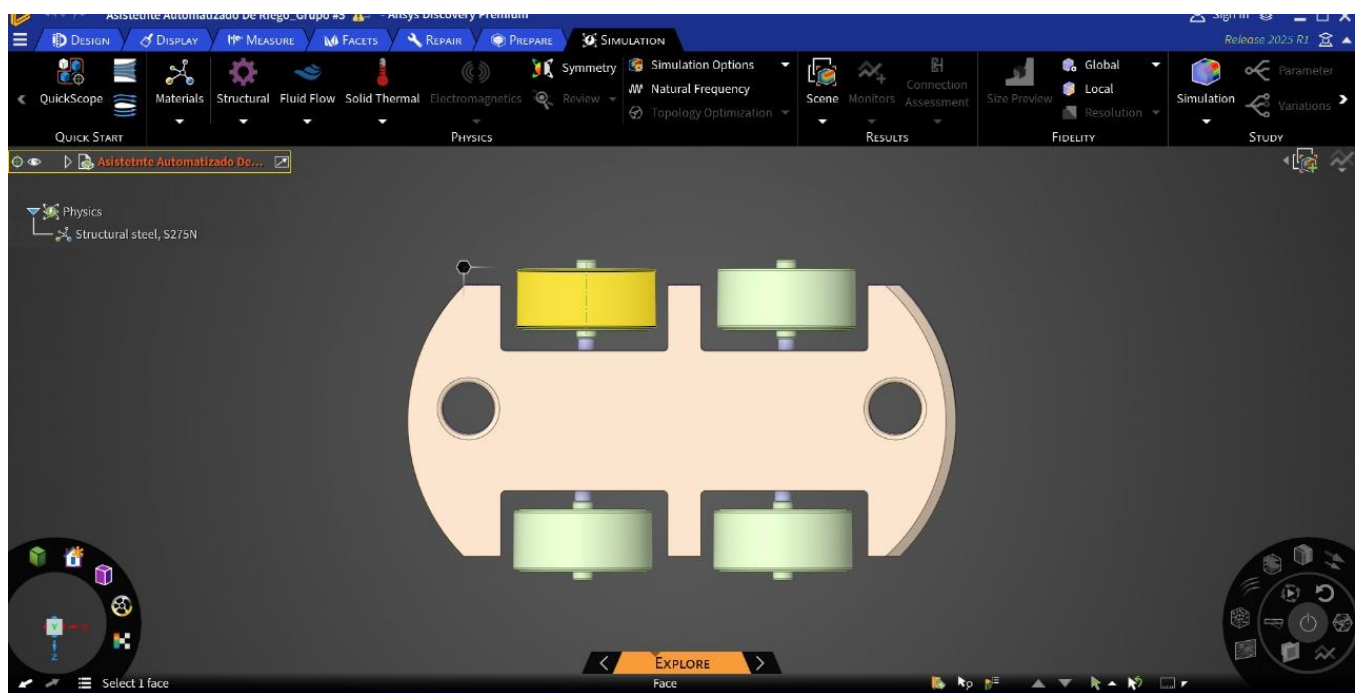 Asistetnte Automatizado De Riego_Grupo #5 - Ansys Discovery Premium
Sign in
DESIGN DISPLAY MEASURE FACETS REPAIR PREPARE SIMULATION
Release 2025 R1
QuickScope Materials Structural Fluid Flow Solid Thermal Electromagnetics
Symmetry
Review
Simulation Options
Natural Frequency
Topology Optimization
Scene Monitors Connection Assessment
Size Preview
Global
Local
Resolution
Simulation
Parameter
Variations
QUICK START PHYSICS RESULTS FIDELITY STUDY
Asistetnte Automatizado De...
Physics
Structural steel, S275N
Y
Z
EXPLORE
Select 1 face
Face